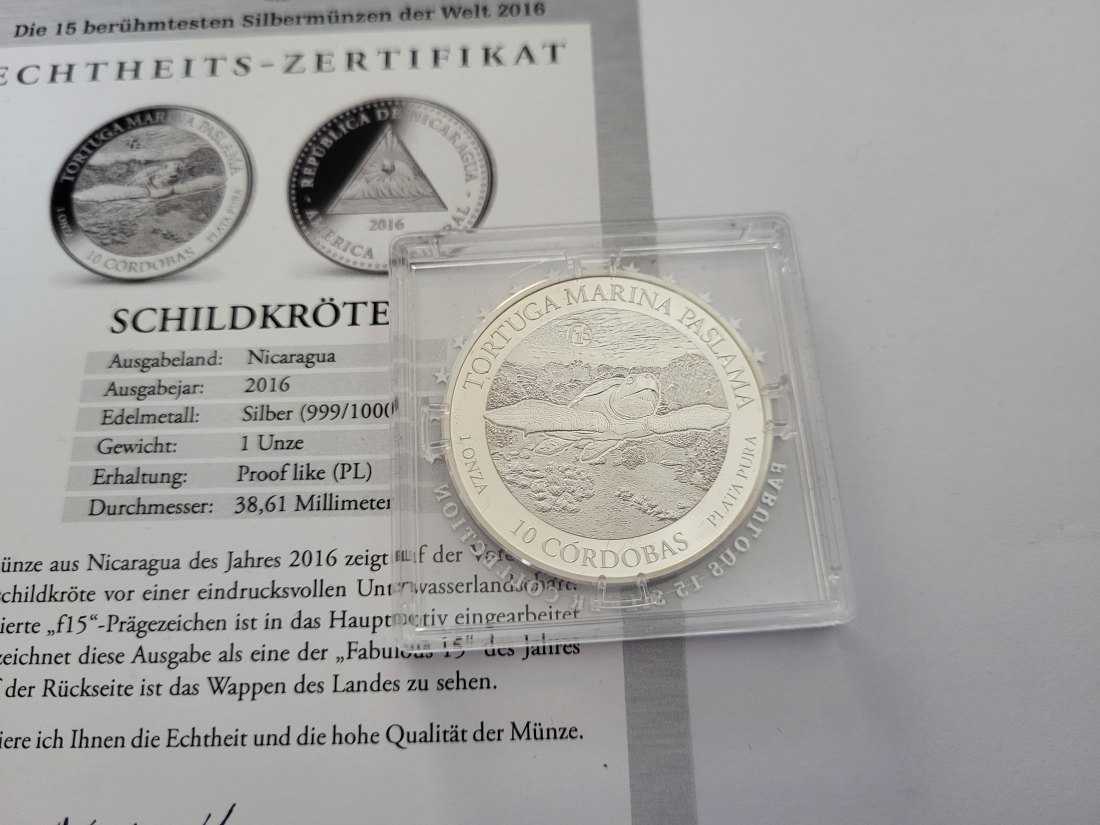 Die 15 berühmtesten Silbermünzen der Welt 2016
ECHTHEITS-ZERTIFIKAT
TORTUGA MARINA PASLAMA
1 ONZA
10 CÓRDOBAS
PLATA PURA
REPÚBLICA DE NICARAGUA
2016
AMERICA
SCHILDKRÖTE
Ausgabeland: Nicaragua
Ausgabejar: 2016
Edelmetall: Silber (999/1000
Gewicht: 1 Unze
Erhaltung: Proof like (PL)
Durchmesser: 38,61 Millimeter
ünze aus Nicaragua des Jahres 2016 zeigt auf der
schildkröte vor einer eindrucksvollen Unterwasserlandschaft.
ierte „f15“-Prägezeichen ist in das Hauptmotiv eingearbeitet
zeichnet diese Ausgabe als eine der „Fabulous 15“ des Jahres
f der Rückseite ist das Wappen des Landes zu sehen.
iere ich Ihnen die Echtheit und die hohe Qualität der Münze.
TORTUGA MARINA PASLAMA
f15
1 ONZA
10 CÓRDOBAS
PLATA PURA
FABULOUS 15
COLLECTION